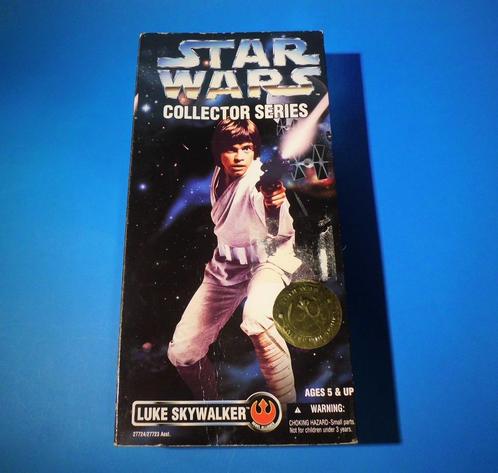 STAR
WARS
COLLECTOR SERIES
AGES 5 & UP
LUKE SKYWALKER
WARNING:
CHOKING HAZARD-Small parts
Not for children under 3 years.
27724/27723 Asst.